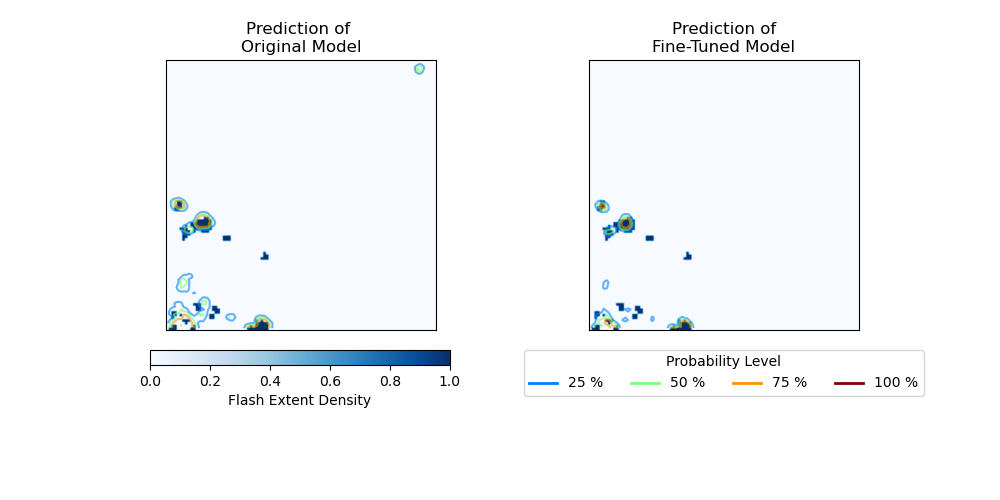 Prediction of
Original Model
Prediction of
Fine-Tuned Model
0.0 0.2 0.4 0.6 0.8 1.0
Flash Extent Density
Probability Level
25 % 50 % 75 % 100 %